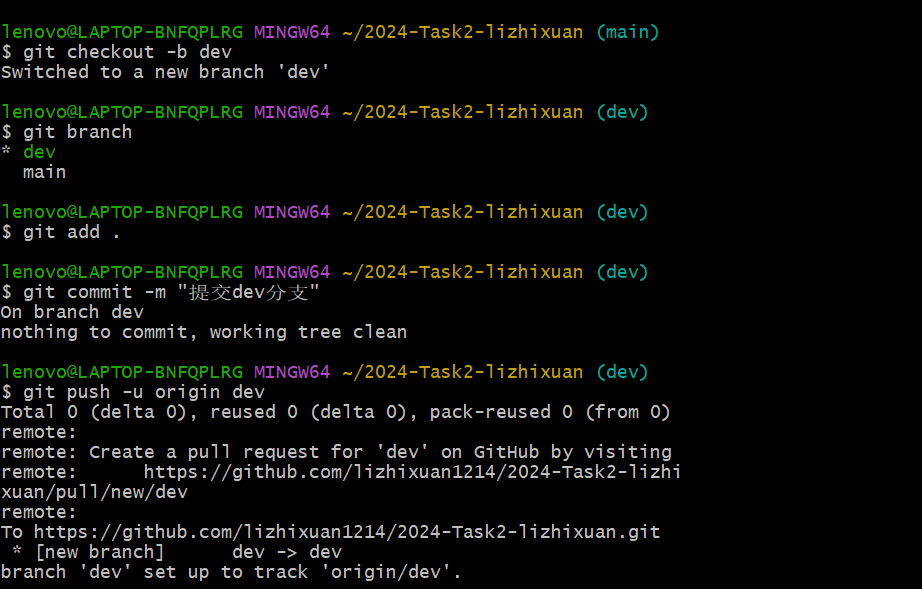 lenovo@LAPTOP-BNFQPLRG MINGW64 ~/2024-Task2-lizhixuan (main)
$ git checkout -b dev
Switched to a new branch 'dev'
lenovo@LAPTOP-BNFQPLRG MINGW64 ~/2024-Task2-lizhixuan (dev)
$ git branch
* dev
  main
lenovo@LAPTOP-BNFQPLRG MINGW64 ~/2024-Task2-lizhixuan (dev)
$ git add .
lenovo@LAPTOP-BNFQPLRG MINGW64 ~/2024-Task2-lizhixuan (dev)
$ git commit -m "提交dev分支"
On branch dev
nothing to commit, working tree clean
lenovo@LAPTOP-BNFQPLRG MINGW64 ~/2024-Task2-lizhixuan (dev)
$ git push -u origin dev
Total 0 (delta 0), reused 0 (delta 0), pack-reused 0 (from 0)
remote:
remote: Create a pull request for 'dev' on GitHub by visiting
remote:      https://github.com/lizhixuan1214/2024-Task2-lizhi
xuan/pull/new/dev
remote:
To https://github.com/lizhixuan1214/2024-Task2-lizhixuan.git
 * [new branch]      dev -> dev
branch 'dev' set up to track 'origin/dev'.